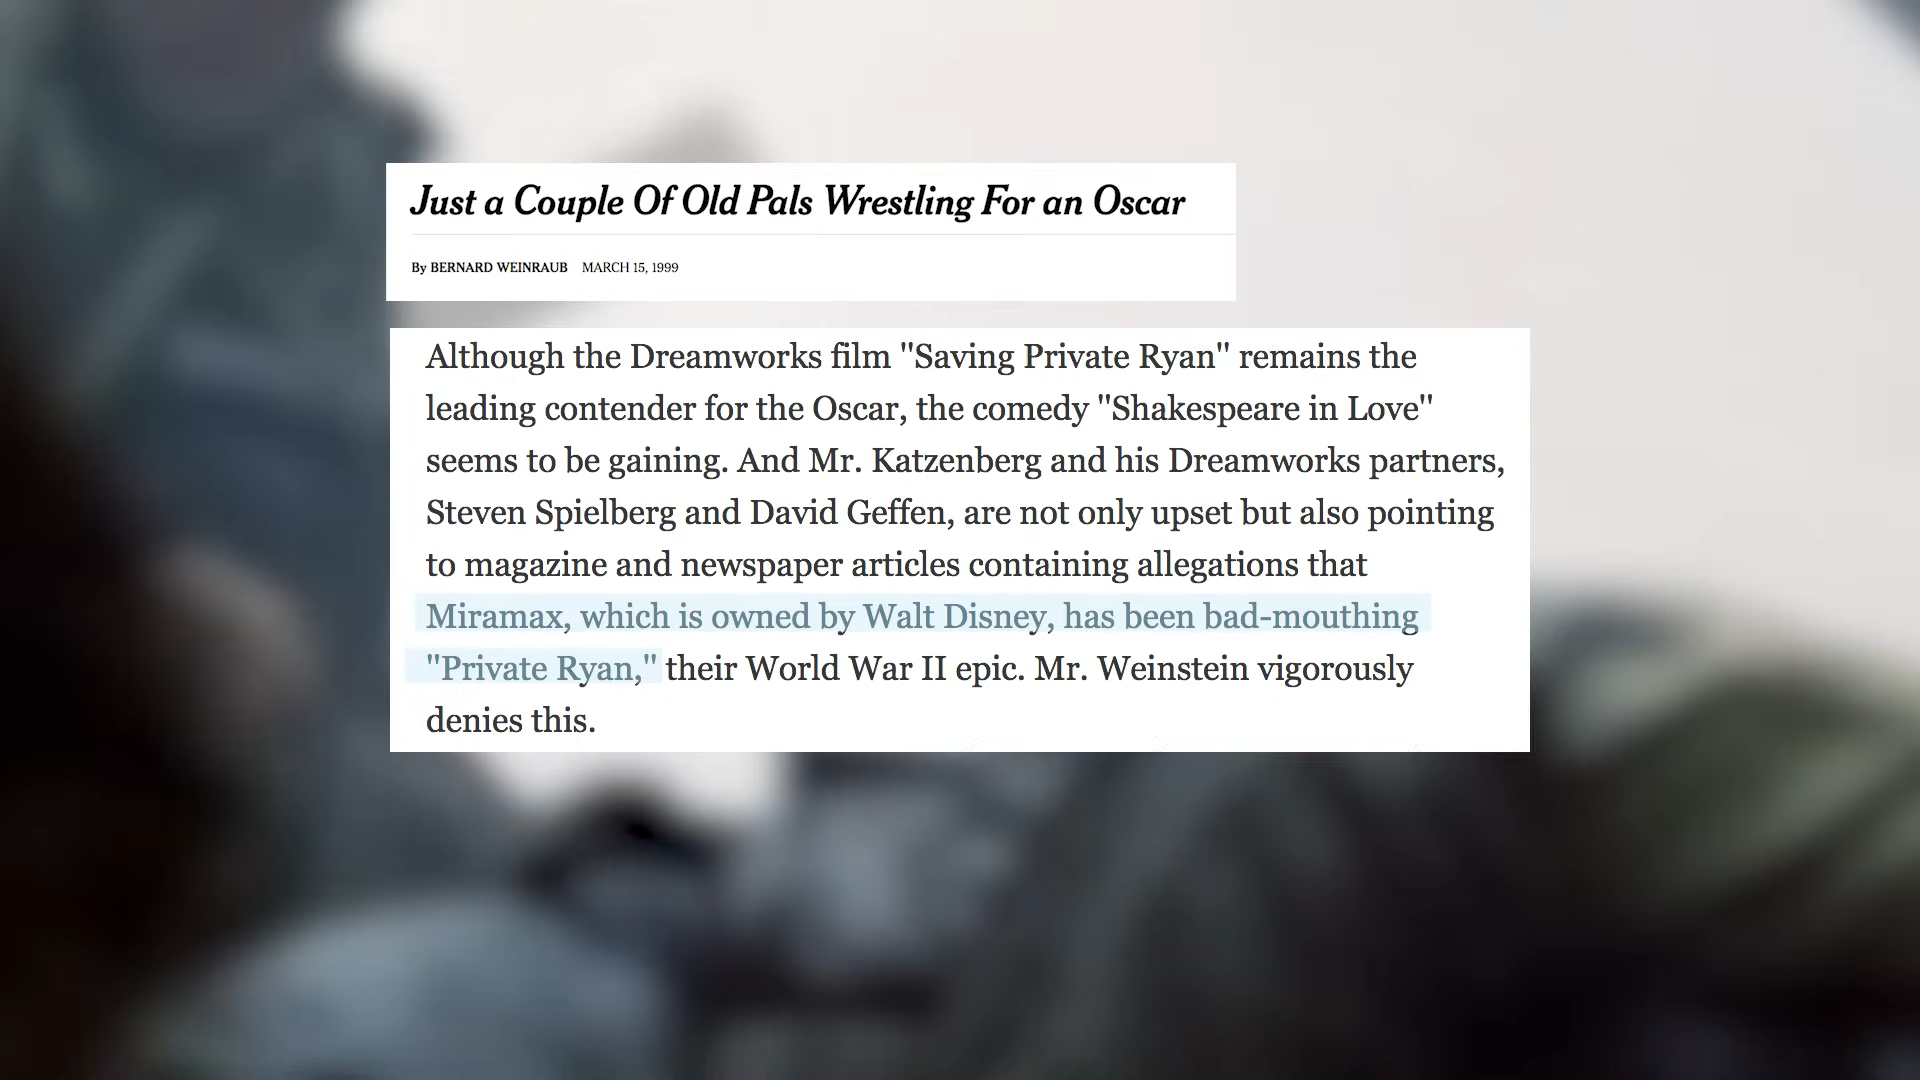 Just a Couple Of Old Pals Wrestling For an Oscar
By BERNARD WEINRAUB MARCH 15, 1999
Although the Dreamworks film "Saving Private Ryan" remains the
leading contender for the Oscar, the comedy "Shakespeare in Love"
seems to be gaining. And Mr. Katzenberg and his Dreamworks partners,
Steven Spielberg and David Geffen, are not only upset but also pointing
to magazine and newspaper articles containing allegations that
Miramax, which is owned by Walt Disney, has been bad-mouthing
"Private Ryan," their World War II epic. Mr. Weinstein vigorously
denies this.